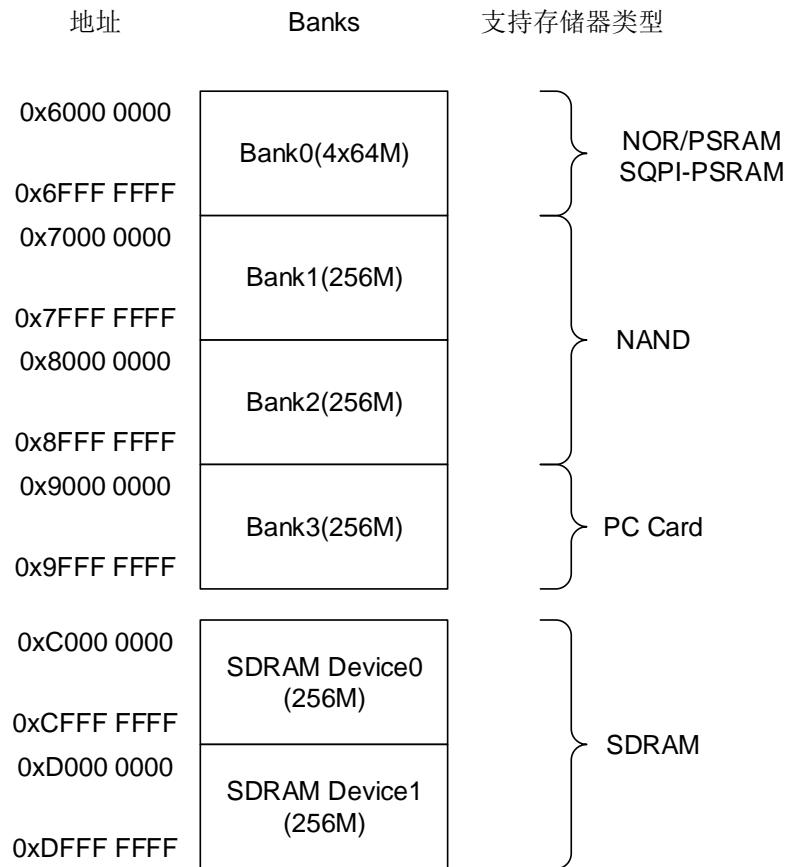 地址 Banks 支持存储器类型
0x6000 0000
Bank0(4x64M)
NOR/PSRAM
SQPI-PSRAM
0x6FFF FFFF
0x7000 0000
Bank1(256M)
0x7FFF FFFF
NAND
0x8000 0000
Bank2(256M)
0x8FFF FFFF
0x9000 0000
Bank3(256M)
PC Card
0x9FFF FFFF
0xC000 0000
SDRAM Device0
(256M)
0xCFFF FFFF
SDRAM
0xD000 0000
SDRAM Device1
(256M)
0xDFFF FFFF